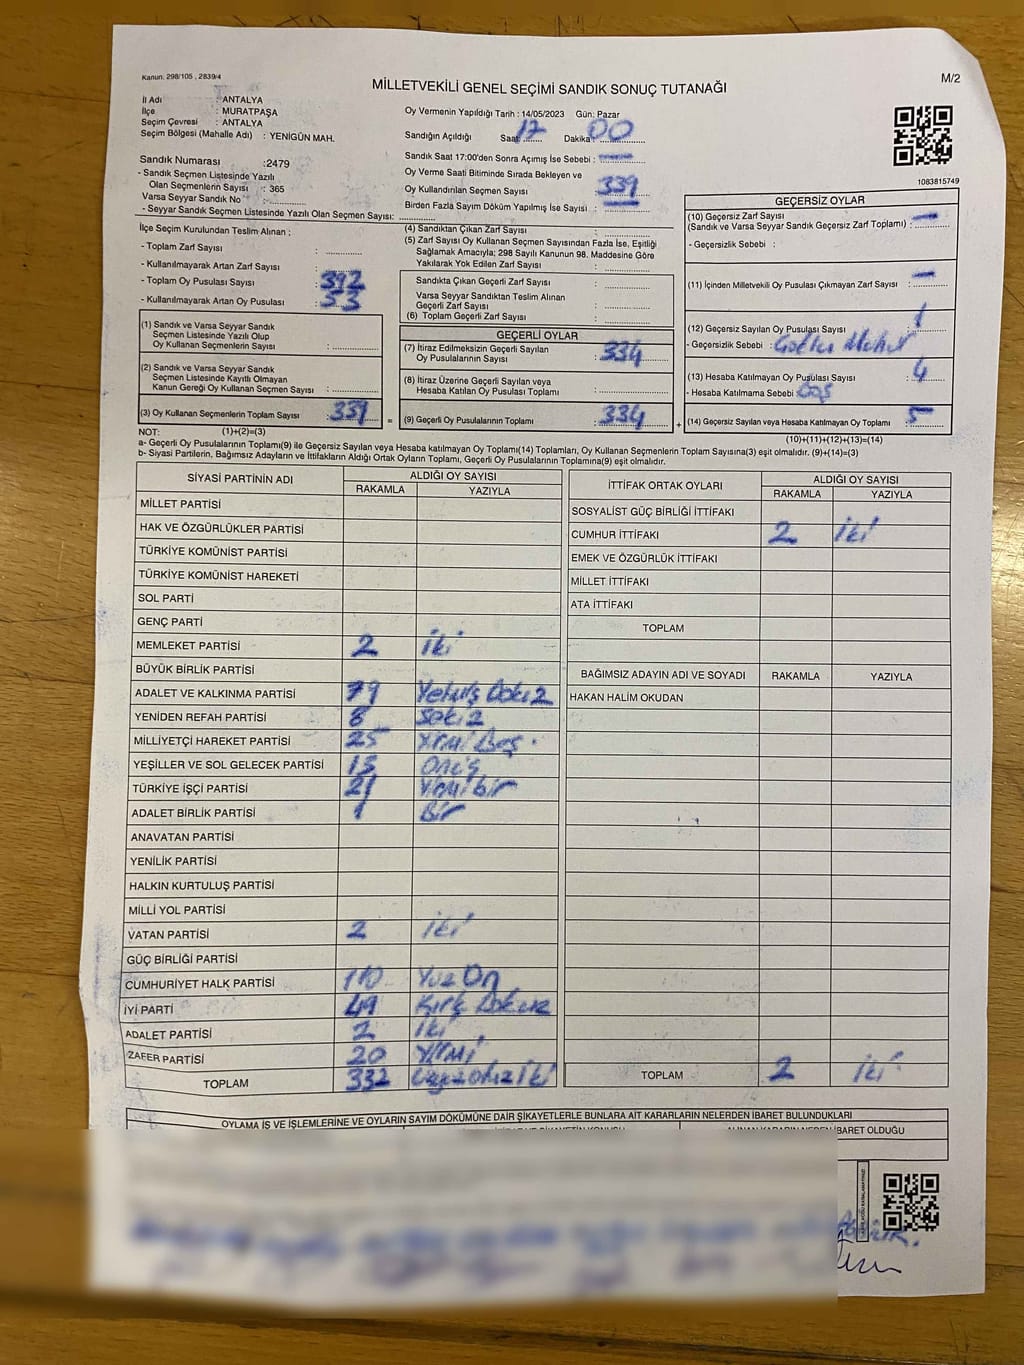 Kanun: 298/105 , 2839/4
MİLLETVEKİLİ GENEL SEÇİMİ SANDIK SONUÇ TUTANAĞI
M/2
İl Adı : ANTALYA
İlçe : MURATPAŞA
Seçim Çevresi : ANTALYA
Seçim Bölgesi (Mahalle Adı) : YENİGÜN MAH.
Sandık Numarası :2479
- Sandık Seçmen Listesinde Yazılı
Olan Seçmenlerin Sayısı : 365
Varsa Seyyar Sandık No
- Seyyar Sandık Seçmen Listesinde Yazılı Olan Seçmen Sayısı:
Oy Vermenin Yapıldığı Tarih : 14/05/2023 Gün: Pazar
Sandığın Açıldığı Saat 17 Dakika 00
Sandık Saat 17:00'den Sonra Açımış İse Sebebi : —
Oy Verme Saati Bitiminde Sırada Bekleyen ve
Oy Kullandırılan Seçmen Sayısı : 339
Birden Fazla Sayım Döküm Yapılmış İse Sayısı : —
1083815749
İlçe Seçim Kurulundan Teslim Alınan ;
- Toplam Zarf Sayısı :
- Kullanılmayarak Artan Zarf Sayısı :
- Toplam Oy Pusulası Sayısı : 392
- Kullanılmayarak Artan Oy Pusulası : 53
(1) Sandık ve Varsa Seyyar Sandık
Seçmen Listesinde Yazılı Olup
Oy Kullanan Seçmenlerin Sayısı :
(2) Sandık ve Varsa Seyyar Sandık
Seçmen Listesinde Kayıtlı Olmayan
Kanun Gereği Oy Kullanan Seçmen Sayısı :
(3) Oy Kullanan Seçmenlerin Toplam Sayısı : 339
(1)+(2)=(3)
(4) Sandıktan Çıkan Zarf Sayısı :
(5) Zarf Sayısı Oy Kullanan Seçmen Sayısından Fazla İse, Eşitliği
Sağlamak Amacıyla; 298 Sayılı Kanunun 98. Maddesine Göre
Yakılarak Yok Edilen Zarf Sayısı :
Sandıkta Çıkan Geçerli Zarf Sayısı :
Varsa Seyyar Sandıktan Teslim Alınan
Geçerli Zarf Sayısı :
(6) Toplam Geçerli Zarf Sayısı :
GEÇERLİ OYLAR
(7) İtiraz Edilmeksizin Geçerli Sayılan
Oy Pusulalarının Sayısı : 334
(8) İtiraz Üzerine Geçerli Sayılan veya
Hesaba Katılan Oy Pusulası Toplamı :
= (9) Geçerli Oy Pusulalarının Toplamı : 334
GEÇERSİZ OYLAR
(10) Geçersiz Zarf Sayısı
(Sandık ve Varsa Seyyar Sandık Geçersiz Zarf Toplamı) : —
- Geçersizlik Sebebi :
(11) İçinden Milletvekili Oy Pusulası Çıkmayan Zarf Sayısı : —
(12) Geçersiz Sayılan Oy Pusulası Sayısı : 1
- Geçersizlik Sebebi :
(13) Hesaba Katılmayan Oy Pusulası Sayısı : 4
- Hesaba Katılmama Sebebi : Boş
+ (14) Geçersiz Sayılan veya Hesaba Katılmayan Oy Toplamı 5
(10)+(11)+(12)+(13)=(14)
NOT:
a- Geçerli Oy Pusulalarının Toplamı(9) ile Geçersiz Sayılan veya Hesaba katılmayan Oy Toplamı(14) Toplamları, Oy Kullanan Seçmenlerin Toplam Sayısına(3) eşit olmalıdır. (9)+(14)=(3)
b- Siyasi Partilerin, Bağımsız Adayların ve İttifakların Aldığı Ortak Oyların Toplamı, Geçerli Oy Pusulalarının Toplamına(9) eşit olmalıdır.
SİYASİ PARTİNİN ADI ALDIĞI OY SAYISI
RAKAMLA YAZIYLA
MİLLET PARTİSİ
HAK VE ÖZGÜRLÜKLER PARTİSİ
TÜRKİYE KOMÜNİST PARTİSİ
TÜRKİYE KOMÜNİST HAREKETİ
SOL PARTİ
GENÇ PARTİ
MEMLEKET PARTİSİ 2 iki
BÜYÜK BİRLİK PARTİSİ
ADALET VE KALKINMA PARTİSİ 79
YENİDEN REFAH PARTİSİ 8 sekiz
MİLLİYETÇİ HAREKET PARTİSİ 25 Yirmi Beş
YEŞİLLER VE SOL GELECEK PARTİSİ 13 Onüç
TÜRKİYE İŞÇİ PARTİSİ 21 Yirmi bir
ADALET BİRLİK PARTİSİ 1 Bir
ANAVATAN PARTİSİ
YENİLİK PARTİSİ
HALKIN KURTULUŞ PARTİSİ
MİLLİ YOL PARTİSİ
VATAN PARTİSİ 2 iki
GÜÇ BİRLİĞİ PARTİSİ
CUMHURİYET HALK PARTİSİ 110 Yüz On
İYİ PARTİ 49 Kırk Dokuz
ADALET PARTİSİ 2 iki
ZAFER PARTİSİ 20 Yirmi
TOPLAM 332
İTTİFAK ORTAK OYLARI ALDIĞI OY SAYISI
RAKAMLA YAZIYLA
SOSYALİST GÜÇ BİRLİĞİ İTTİFAKI
CUMHUR İTTİFAKI 2 iki
EMEK VE ÖZGÜRLÜK İTTİFAKI
MİLLET İTTİFAKI
ATA İTTİFAKI
TOPLAM
BAĞIMSIZ ADAYIN ADI VE SOYADI RAKAMLA YAZIYLA
HAKAN HALİM OKUDAN
TOPLAM 2 iki
OYLAMA İŞ VE İŞLEMLERİNE VE OYLARIN SAYIM DÖKÜMÜNE DAİR ŞİKAYETLERLE BUNLARA AİT KARARLARIN NELERDEN İBARET BULUNDUKLARI